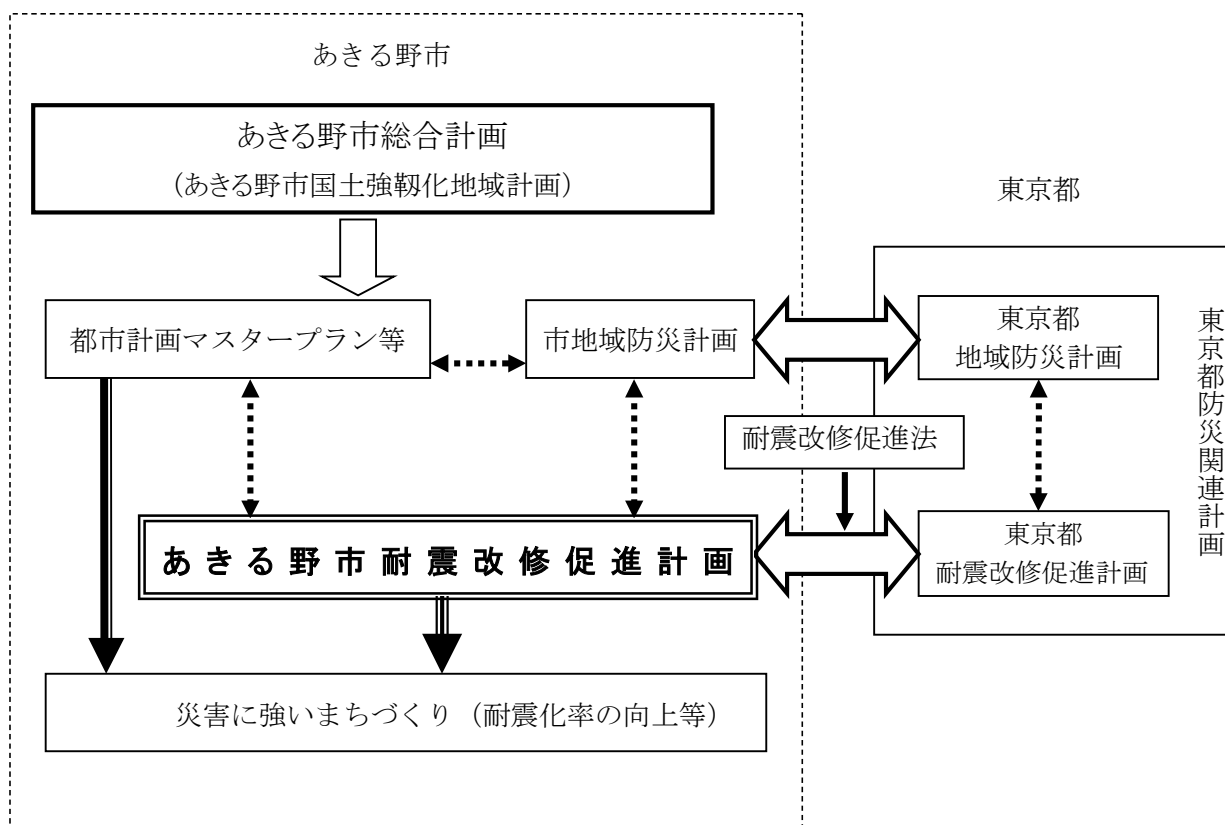 あきる野市
あきる野市総合計画
（あきる野市国土強靱化地域計画）
東京都
都市計画マスタープラン等
市地域防災計画
東京都
地域防災計画
東京都防災関連計画
耐震改修促進法
あきる野市耐震改修促進計画
東京都
耐震改修促進計画
災害に強いまちづくり（耐震化率の向上等）